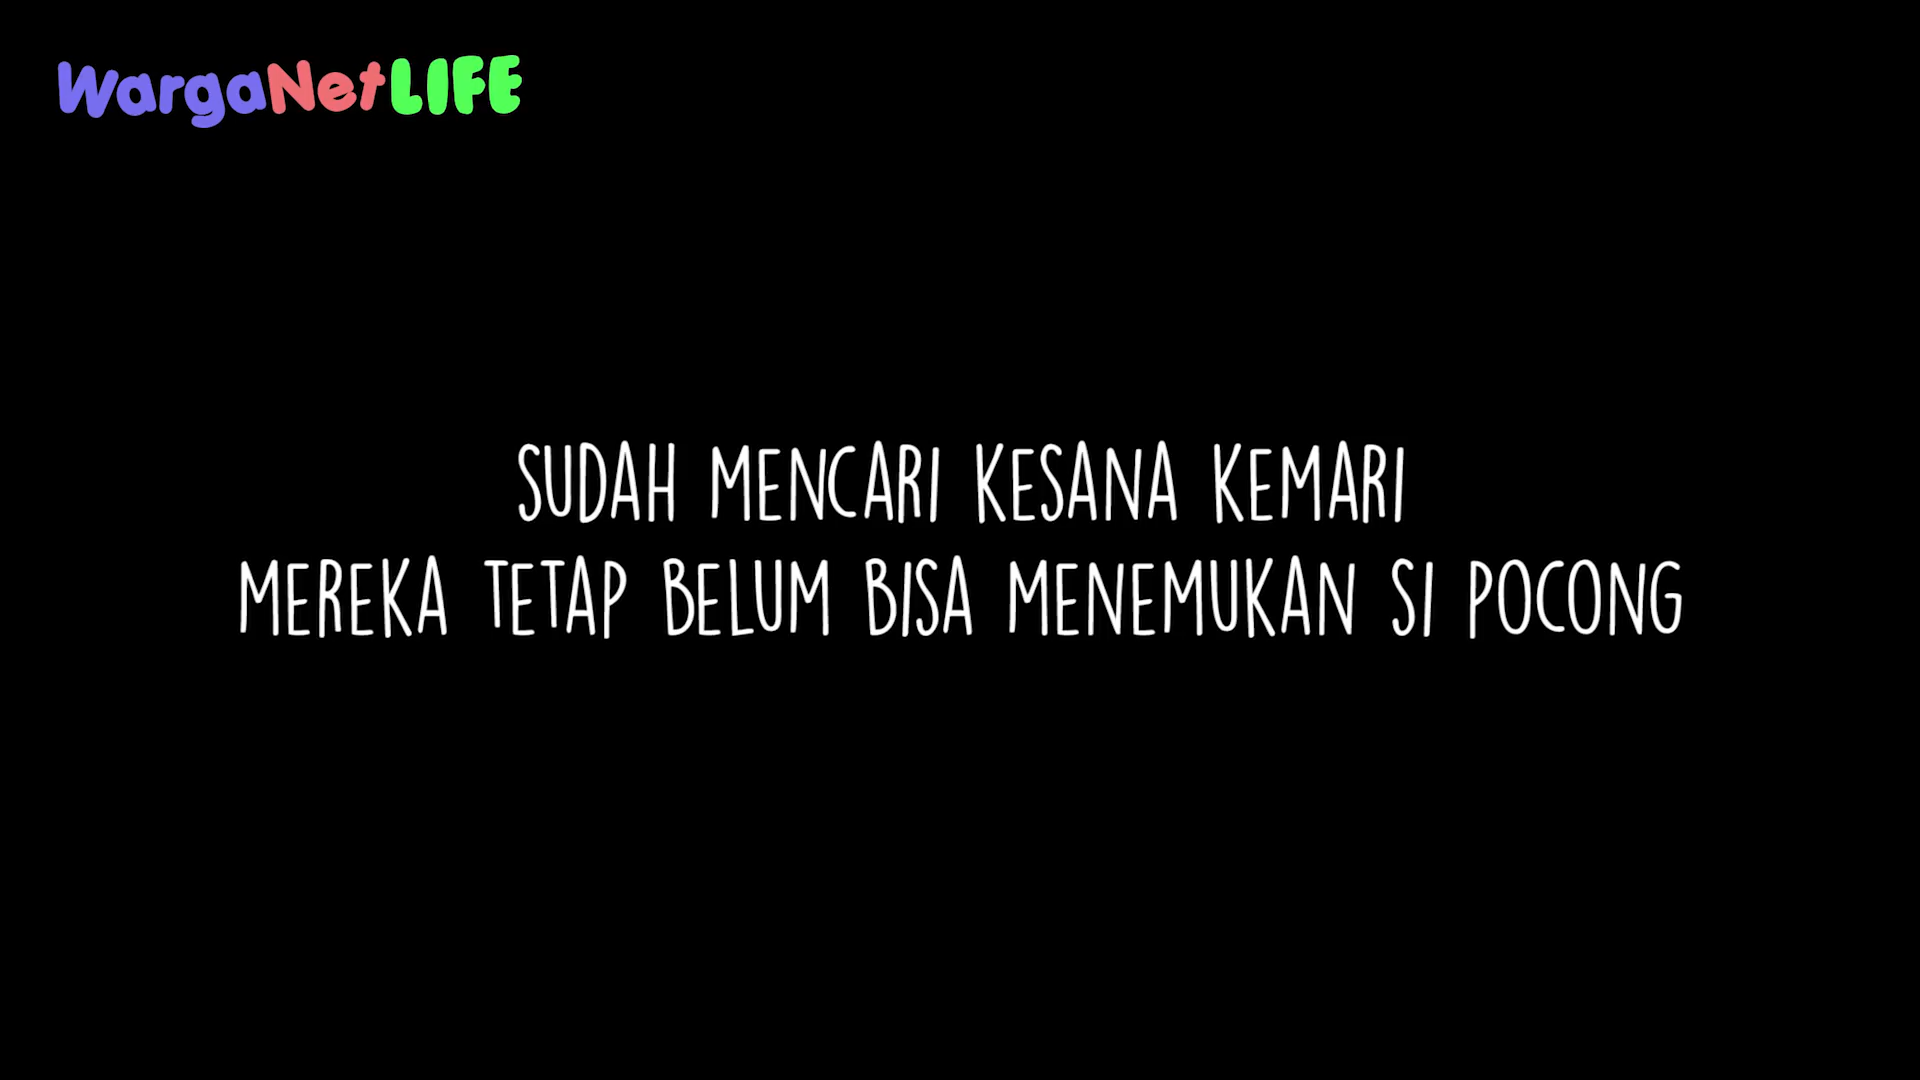 WargaNetLIFE
SUDAH MENCARI KESANA KEMARI
MEREKA TETAP BELUM BISA MENEMUKAN SI POCONG